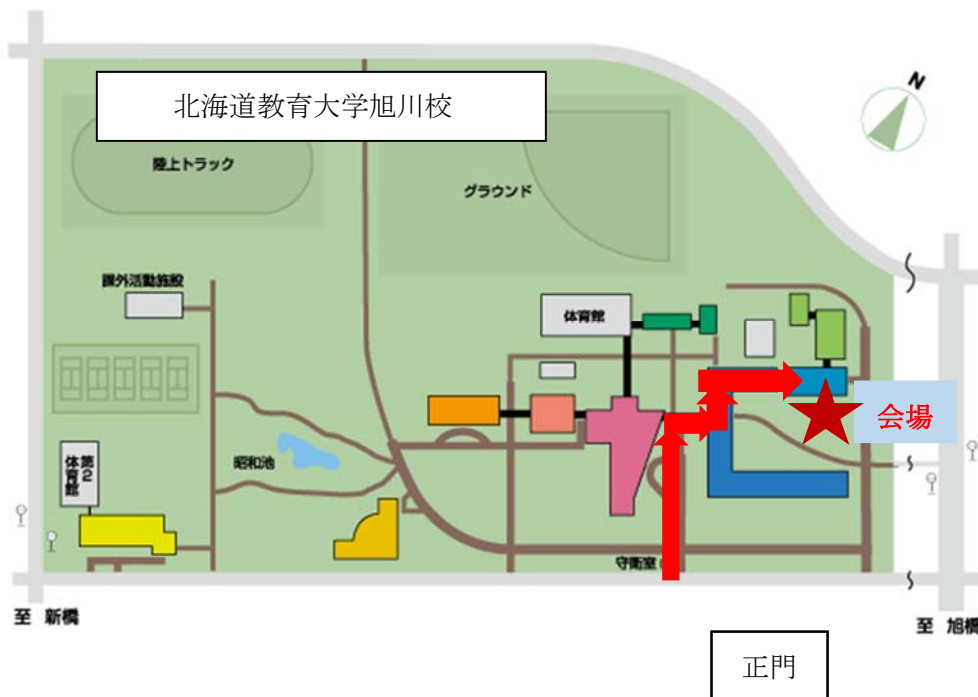 N
北海道教育大学旭川校
陸上トラック
グラウンド
課外活動施設
体育館
会場
昭和池
第2
体育館
守衛室
至 新橋
至 旭橋
正門